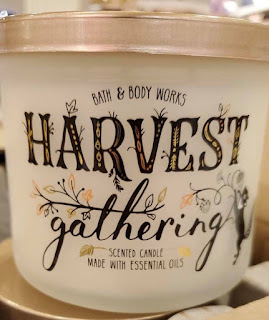 BATH & BODY WORKS
HARVEST
gathering
SCENTED CANDLE
MADE WITH ESSENTIAL OILS